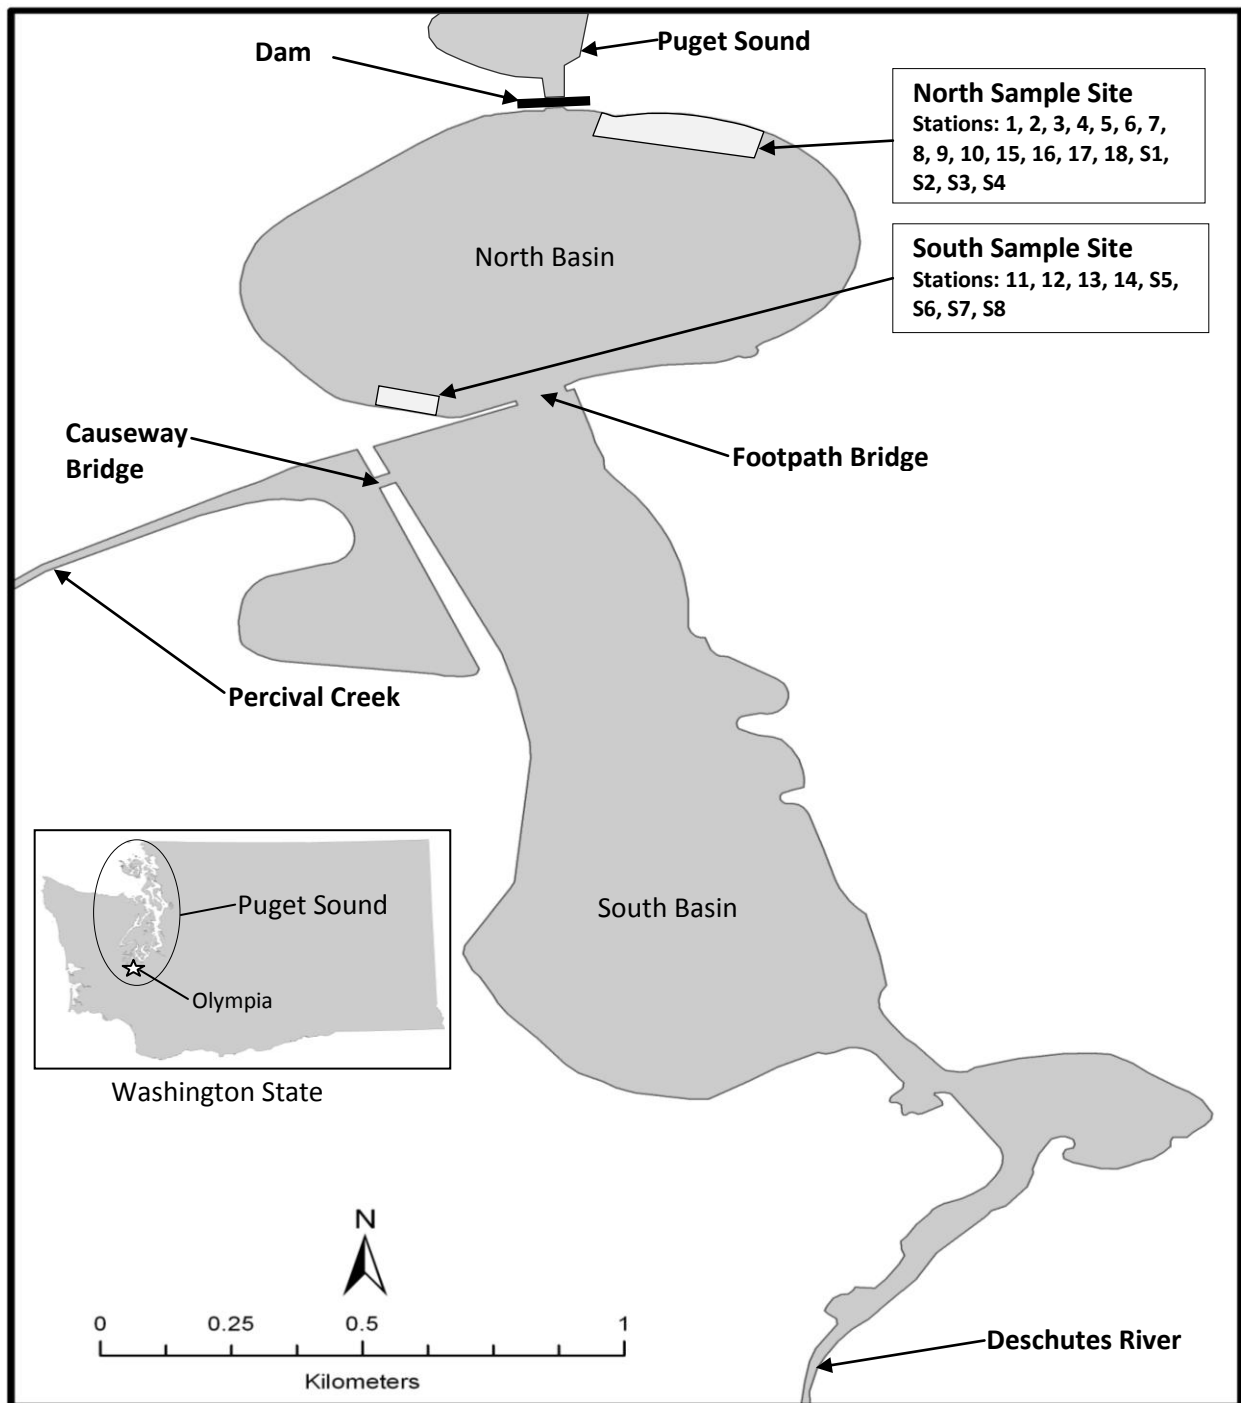 Puget Sound
Dam
North Sample Site
Stations: 1, 2, 3, 4, 5, 6, 7,
8, 9, 10, 15, 16, 17, 18, S1,
S2, S3, S4
North Basin
South Sample Site
Stations: 11, 12, 13, 14, S5,
S6, S7, S8
Causeway
Bridge
Footpath Bridge
Percival Creek
Puget Sound
Olympia
Washington State
South Basin
N
0 0.25 0.5 1
Kilometers
Deschutes River